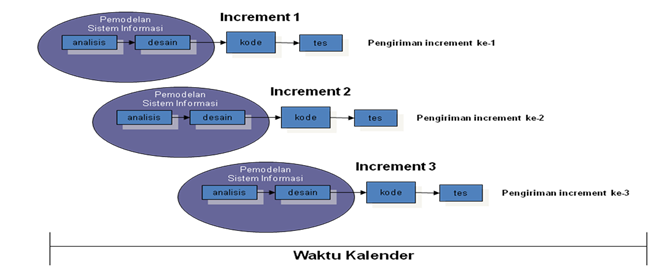 Pemodelan
Sistem Informasi
Increment 1
analisis
desain
kode
tes
Pengiriman increment ke-1
Pemodelan
Sistem Informasi
Increment 2
analisis
desain
kode
tes
Pengiriman increment ke-2
Pemodelan
Sistem Informasi
Increment 3
analisis
desain
kode
tes
Pengiriman increment ke-3
Waktu Kalender